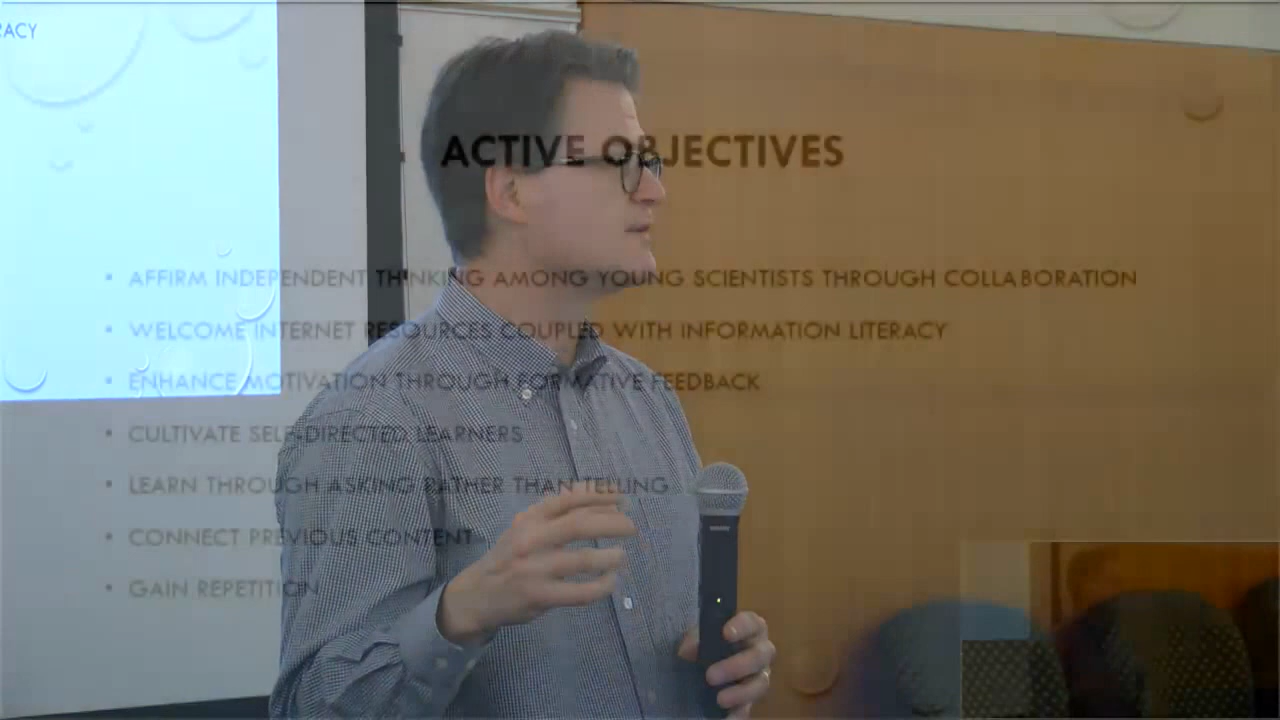 RACY
ACTIVE OBJECTIVES
▪ AFFIRM INDEPENDENT THINKING AMONG YOUNG SCIENTISTS THROUGH COLLABORATION
▪ WELCOME INTERNET RESOURCES COUPLED WITH INFORMATION LITERACY
▪ ENHANCE MOTIVATION THROUGH FORMATIVE FEEDBACK
▪ CULTIVATE SELF-DIRECTED LEARNERS
▪ LEARN THROUGH ASKING RATHER THAN TELLING
▪ CONNECT PREVIOUS CONTENT
▪ GAIN REPETITION